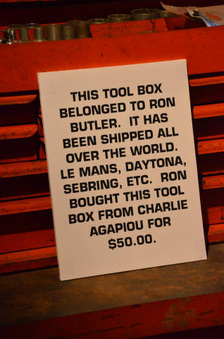 THIS TOOL BOX
BELONGED TO RON
BUTLER. IT HAS
BEEN SHIPPED ALL
OVER THE WORLD.
LE MANS, DAYTONA,
SEBRING, ETC. RON
BOUGHT THIS TOOL
BOX FROM CHARLIE
AGAPIOU FOR
$50.00.